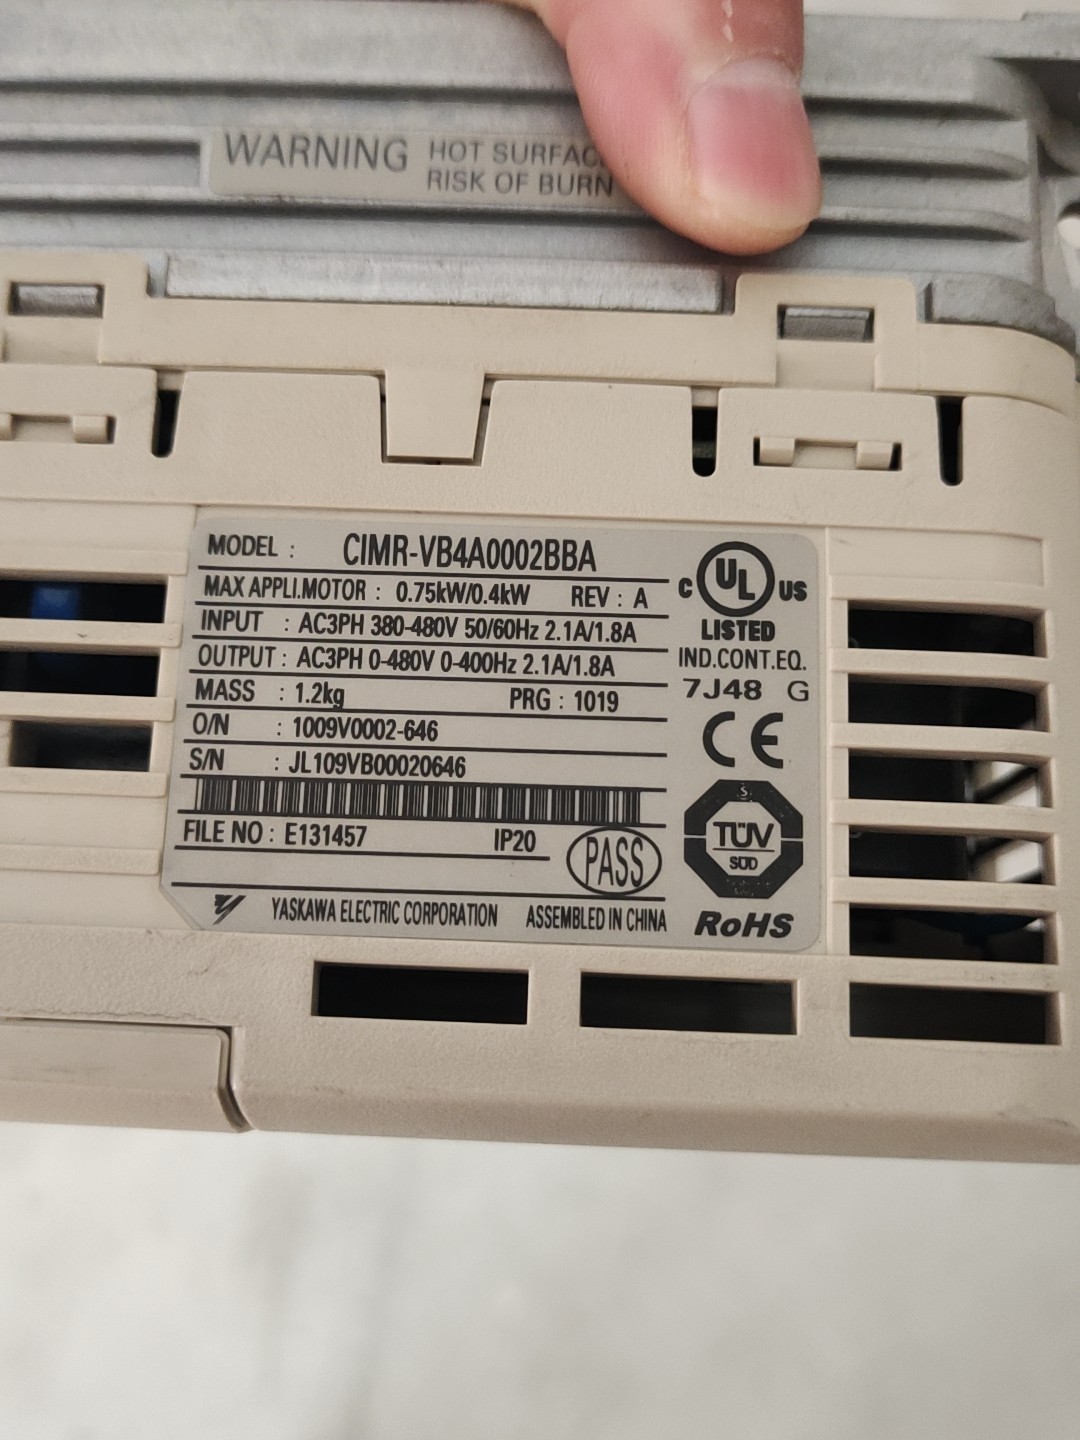 WARNING HOT SURFAC
RISK OF BURN
MODEL : CIMR-VB4A0002BBA
MAX APPLI.MOTOR : 0.75kW/0.4kW REV : A
INPUT : AC3PH 380-480V 50/60Hz 2.1A/1.8A
OUTPUT : AC3PH 0-480V 0-400Hz 2.1A/1.8A
MASS : 1.2kg PRG : 1019
O/N : 1009V0002-646
S/N : JL109VB00020646
FILE NO : E131457 IP20
PASS
YASKAWA ELECTRIC CORPORATION ASSEMBLED IN CHINA
C UL US
LISTED
IND.CONT.EQ.
7J48 G
CE
TÜV
SÜD
RoHS